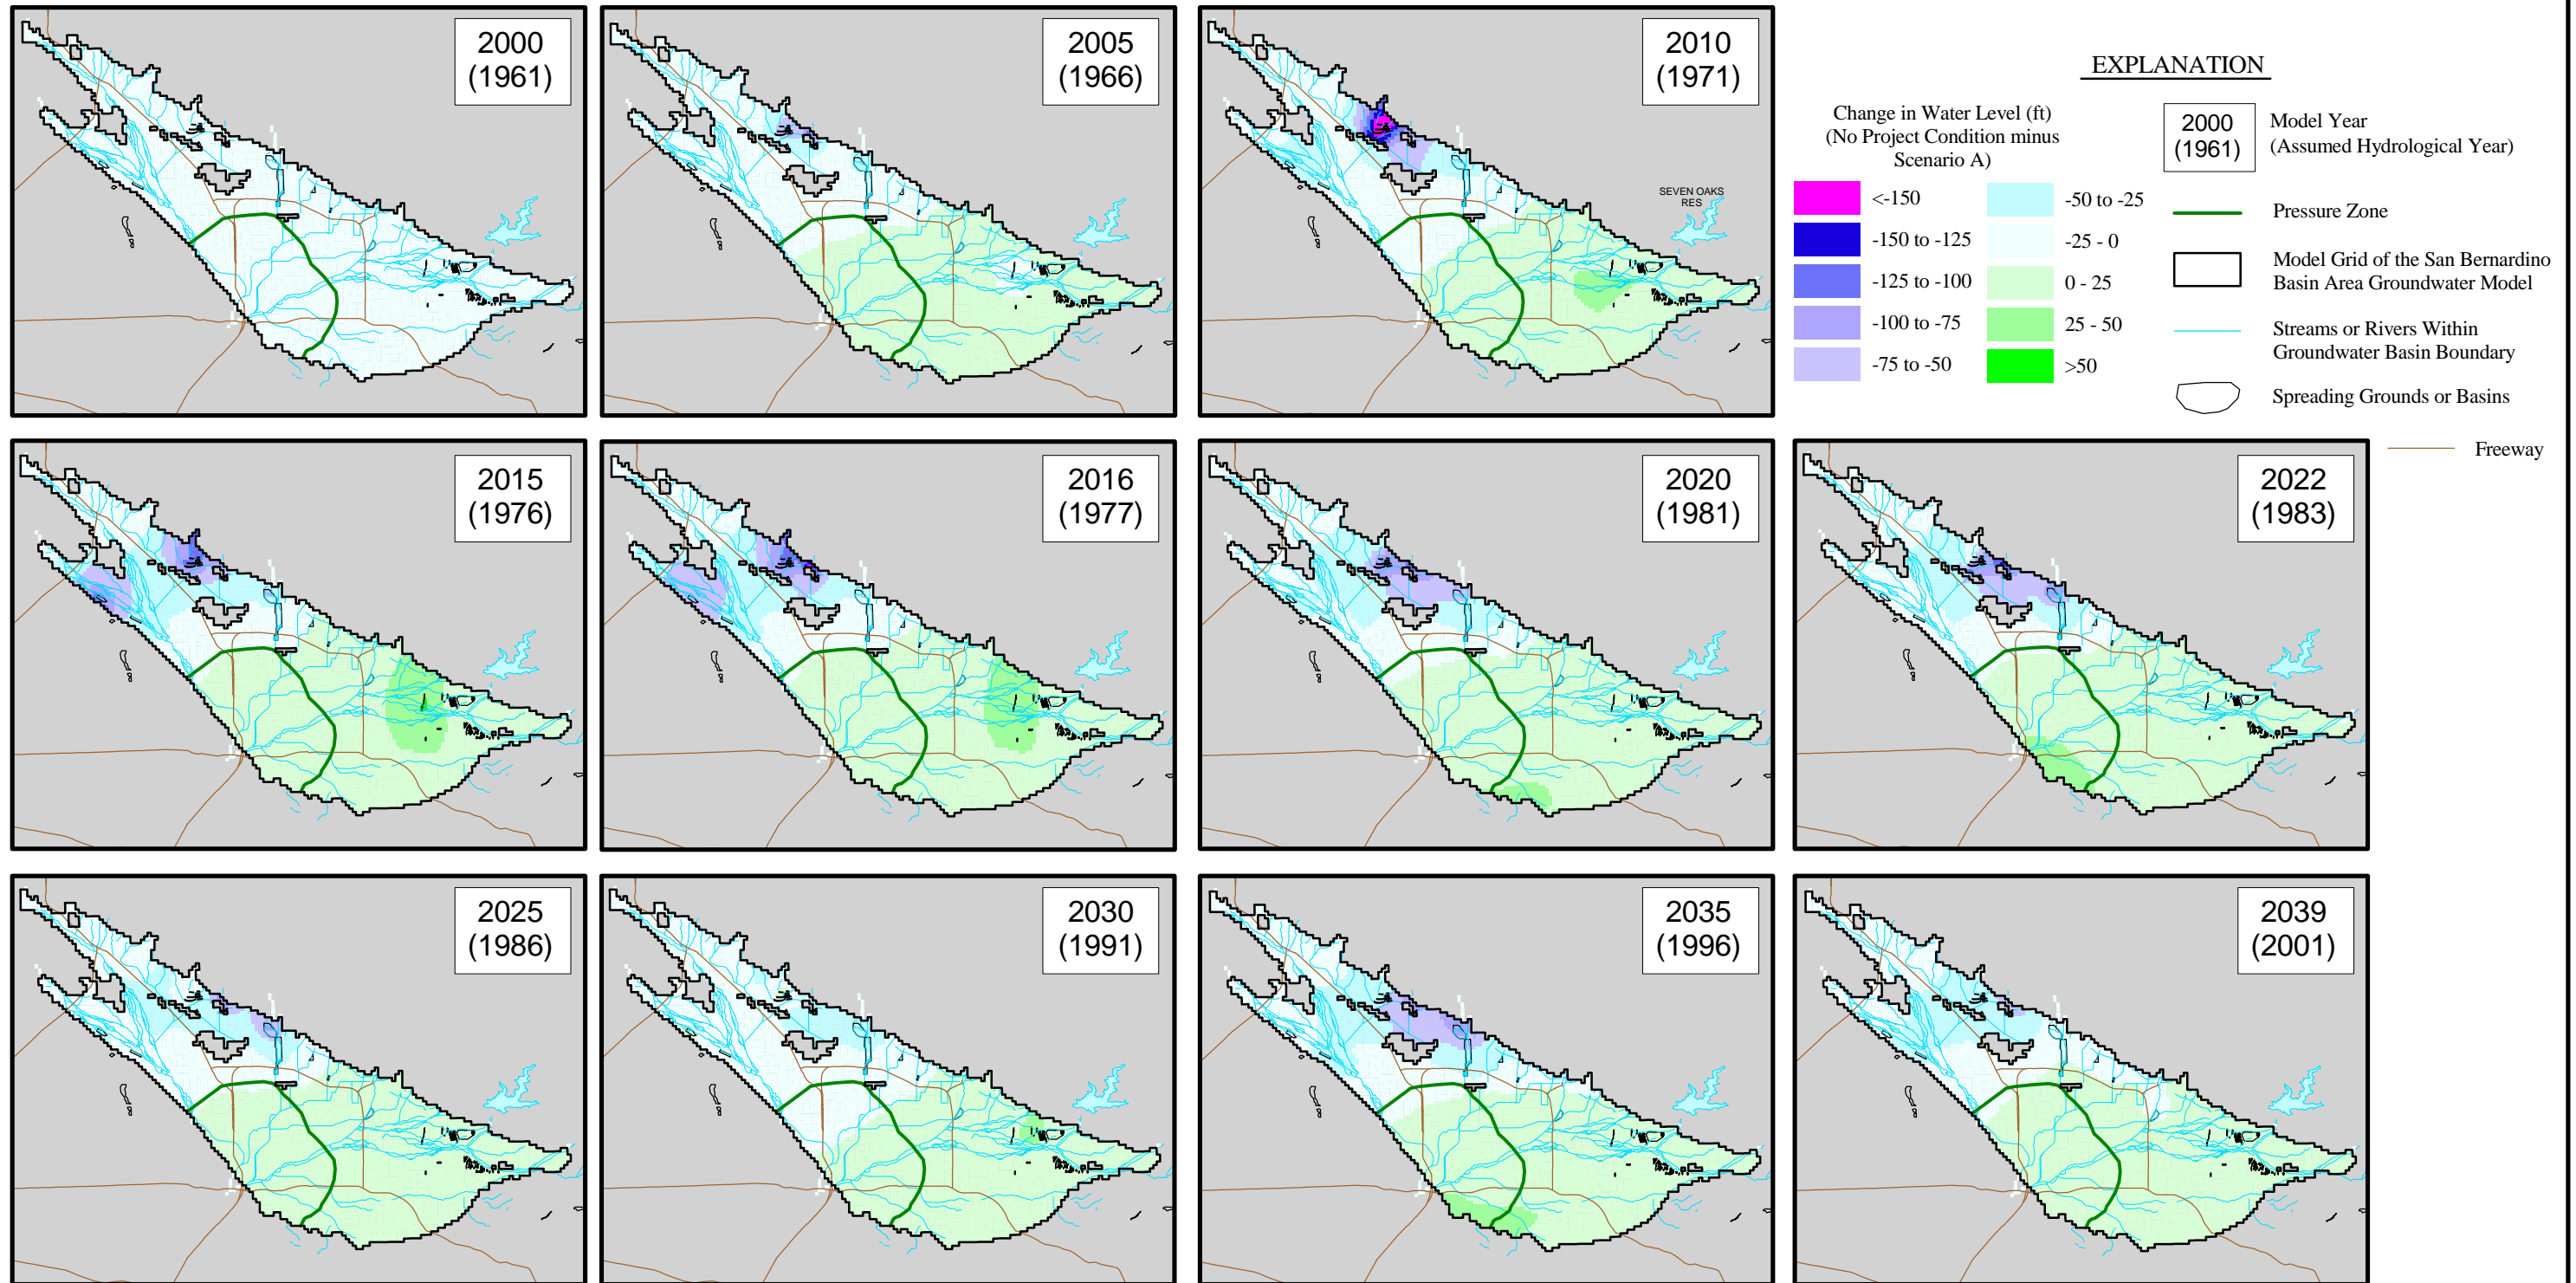 2000
(1961)
2005
(1966)
2010
(1971)
SEVEN OAKS
RES
EXPLANATION
Change in Water Level (ft)
(No Project Condition minus
Scenario A)
<-150
-150 to -125
-125 to -100
-100 to -75
-75 to -50
-50 to -25
-25 - 0
0 - 25
25 - 50
>50
2000
(1961)
Model Year
(Assumed Hydrological Year)
Pressure Zone
Model Grid of the San Bernardino
Basin Area Groundwater Model
Streams or Rivers Within
Groundwater Basin Boundary
Spreading Grounds or Basins
Freeway
2015
(1976)
2016
(1977)
2020
(1981)
2022
(1983)
2025
(1986)
2030
(1991)
2035
(1996)
2039
(2001)